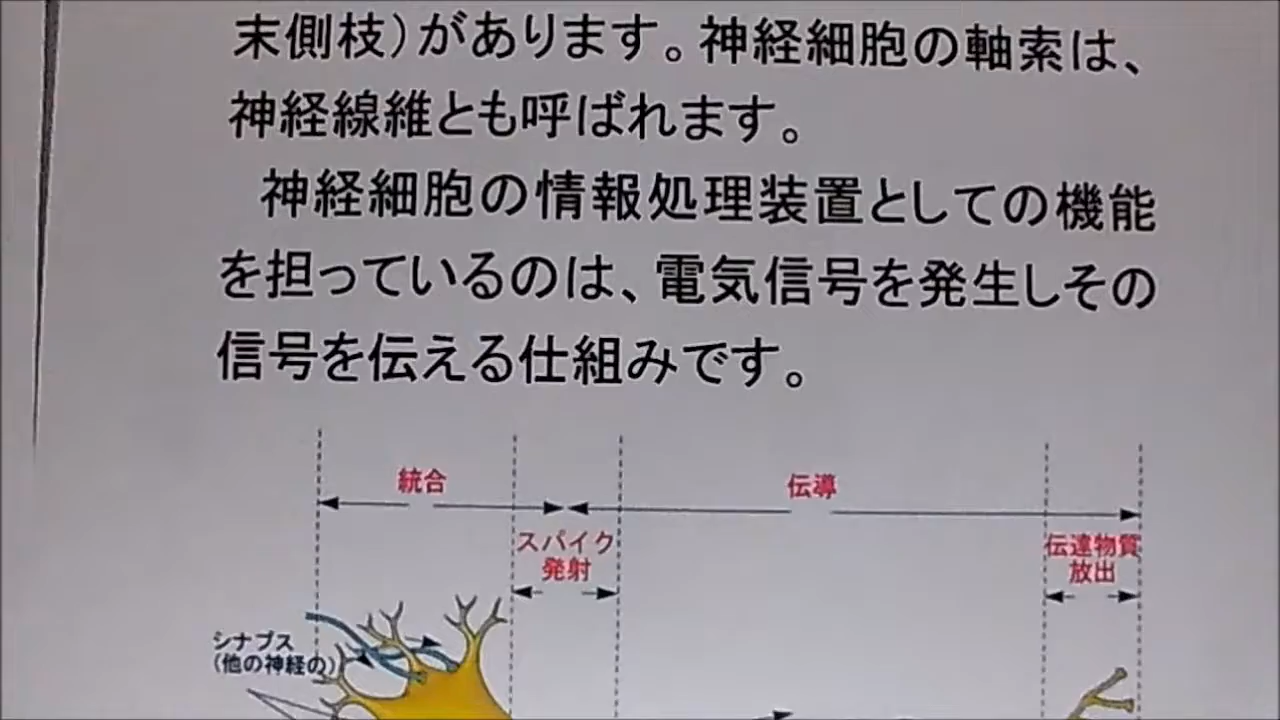 末側枝）があります。神経細胞の軸索は、
神経線維とも呼ばれます。
神経細胞の情報処理装置としての機能
を担っているのは、電気信号を発生しその
信号を伝える仕組みです。
統合
伝導
スパイク
発射
伝達物質
放出
シナプス
(他の神経の)